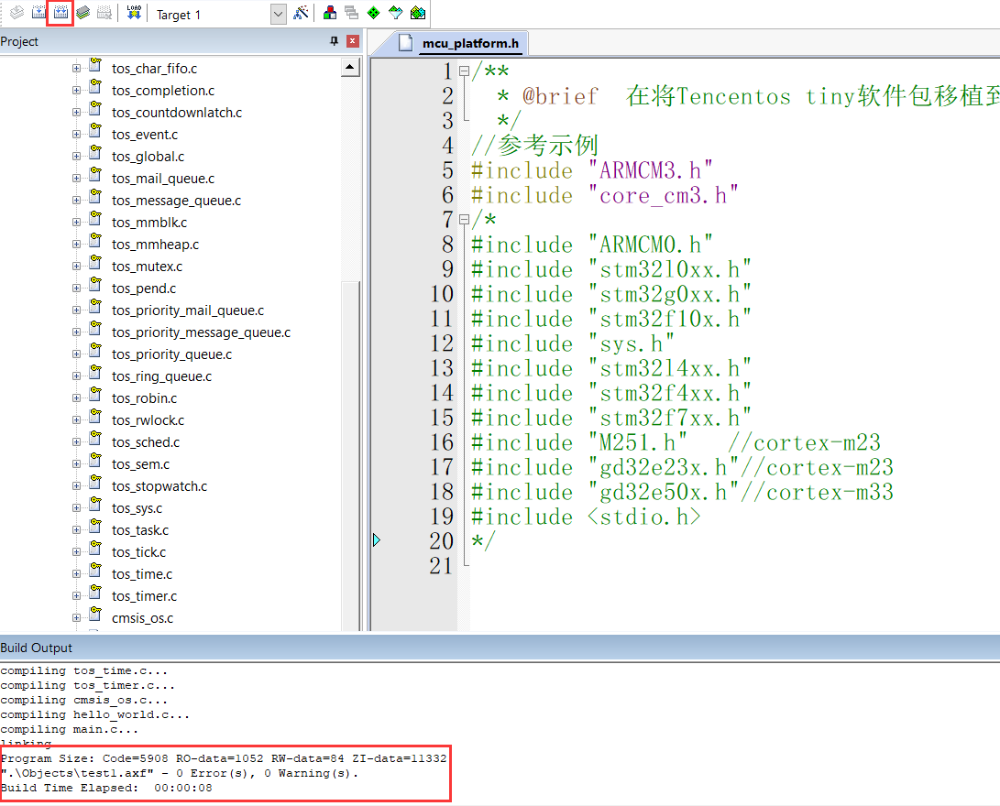 LOAD
Target 1
Project
mcu_platform.h
tos_char_fifo.c
tos_completion.c
tos_countdownlatch.c
tos_event.c
tos_global.c
tos_mail_queue.c
tos_message_queue.c
tos_mmblk.c
tos_mmheap.c
tos_mutex.c
tos_pend.c
tos_priority_mail_queue.c
tos_priority_message_queue.c
tos_priority_queue.c
tos_ring_queue.c
tos_robin.c
tos_rwlock.c
tos_sched.c
tos_sem.c
tos_stopwatch.c
tos_sys.c
tos_task.c
tos_tick.c
tos_time.c
tos_timer.c
cmsis_os.c
1 /**
2 * @brief 在将Tencentos tiny软件包移植到
3 */
4 //参考示例
5 #include "ARMCM3.h"
6 #include "core_cm3.h"
7 /*
8 #include "ARMCM0.h"
9 #include "stm32l0xx.h"
10 #include "stm32g0xx.h"
11 #include "stm32f10x.h"
12 #include "sys.h"
13 #include "stm32l4xx.h"
14 #include "stm32f4xx.h"
15 #include "stm32f7xx.h"
16 #include "M251.h" //cortex-m23
17 #include "gd32e23x.h"//cortex-m23
18 #include "gd32e50x.h"//cortex-m33
19 #include <stdio.h>
20 */
21
Build Output
compiling tos_time.c...
compiling tos_timer.c...
compiling cmsis_os.c...
compiling hello_world.c...
compiling main.c...
linking...
Program Size: Code=5908 RO-data=1052 RW-data=84 ZI-data=11332
".\Objects\test1.axf" - 0 Error(s), 0 Warning(s).
Build Time Elapsed: 00:00:08